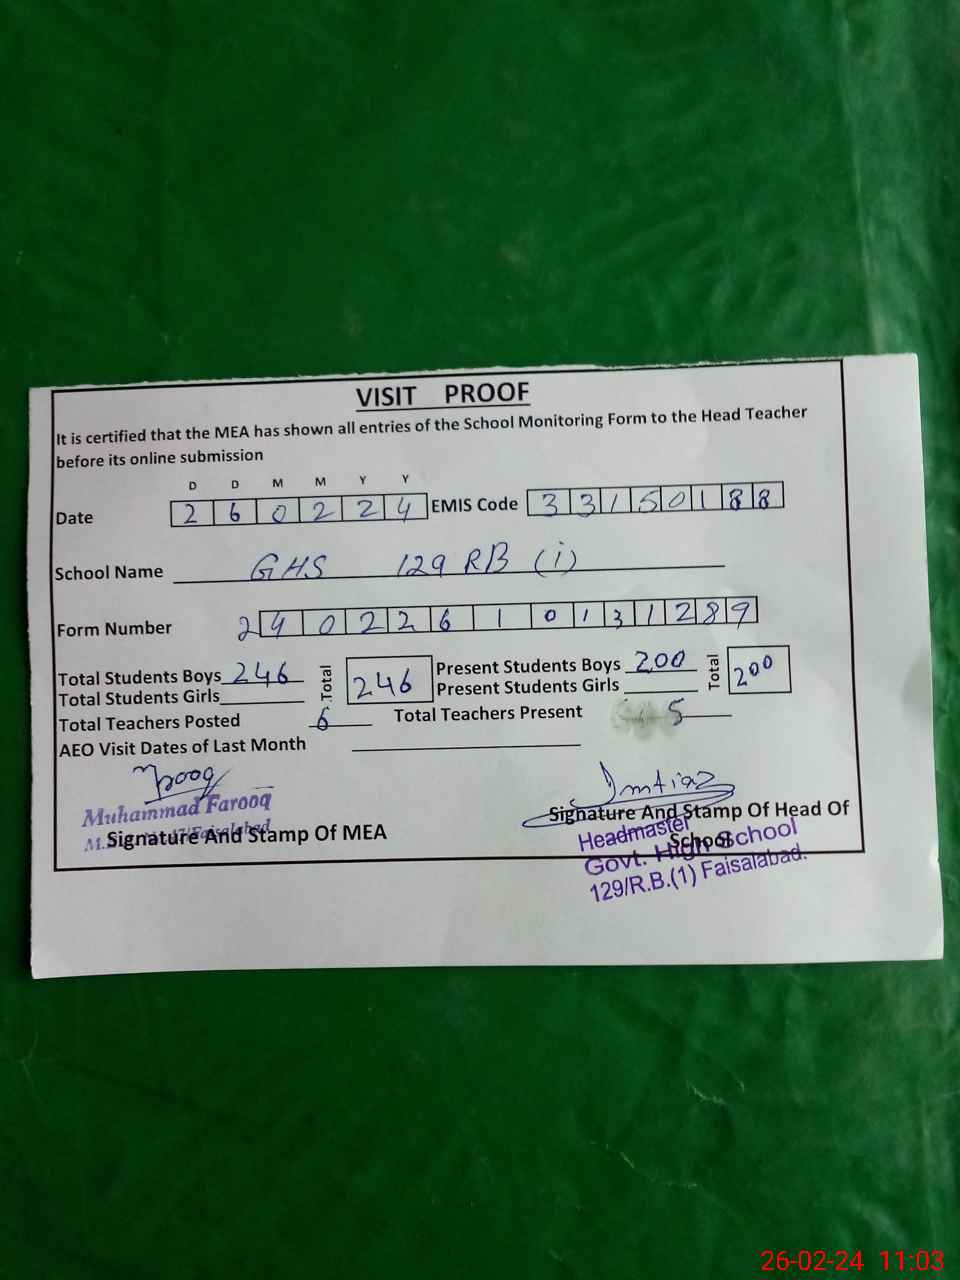 VISIT PROOF
It is certified that the MEA has shown all entries of the School Monitoring Form to the Head Teacher
before its online submission
D D M M Y Y
Date 2 6 0 2 2 4 EMIS Code 3 3 1 5 0 1 8 8
School Name GHS 129 RB (i)
Form Number 2 4 0 2 2 6 1 0 1 3 1 2 8 9
Total Students Boys 246 Total 246 Present Students Boys 200 Total 200
Total Students Girls Present Students Girls
Total Teachers Posted 6 Total Teachers Present 5
AEO Visit Dates of Last Month
Imtiaz
Muhammad Farooq
Faisalabad
Signature And Stamp Of MEA
Signature And Stamp Of Head Of
School
Headmaster
Govt. High School
129/R.B.(1) Faisalabad.
26-02-24 11:03